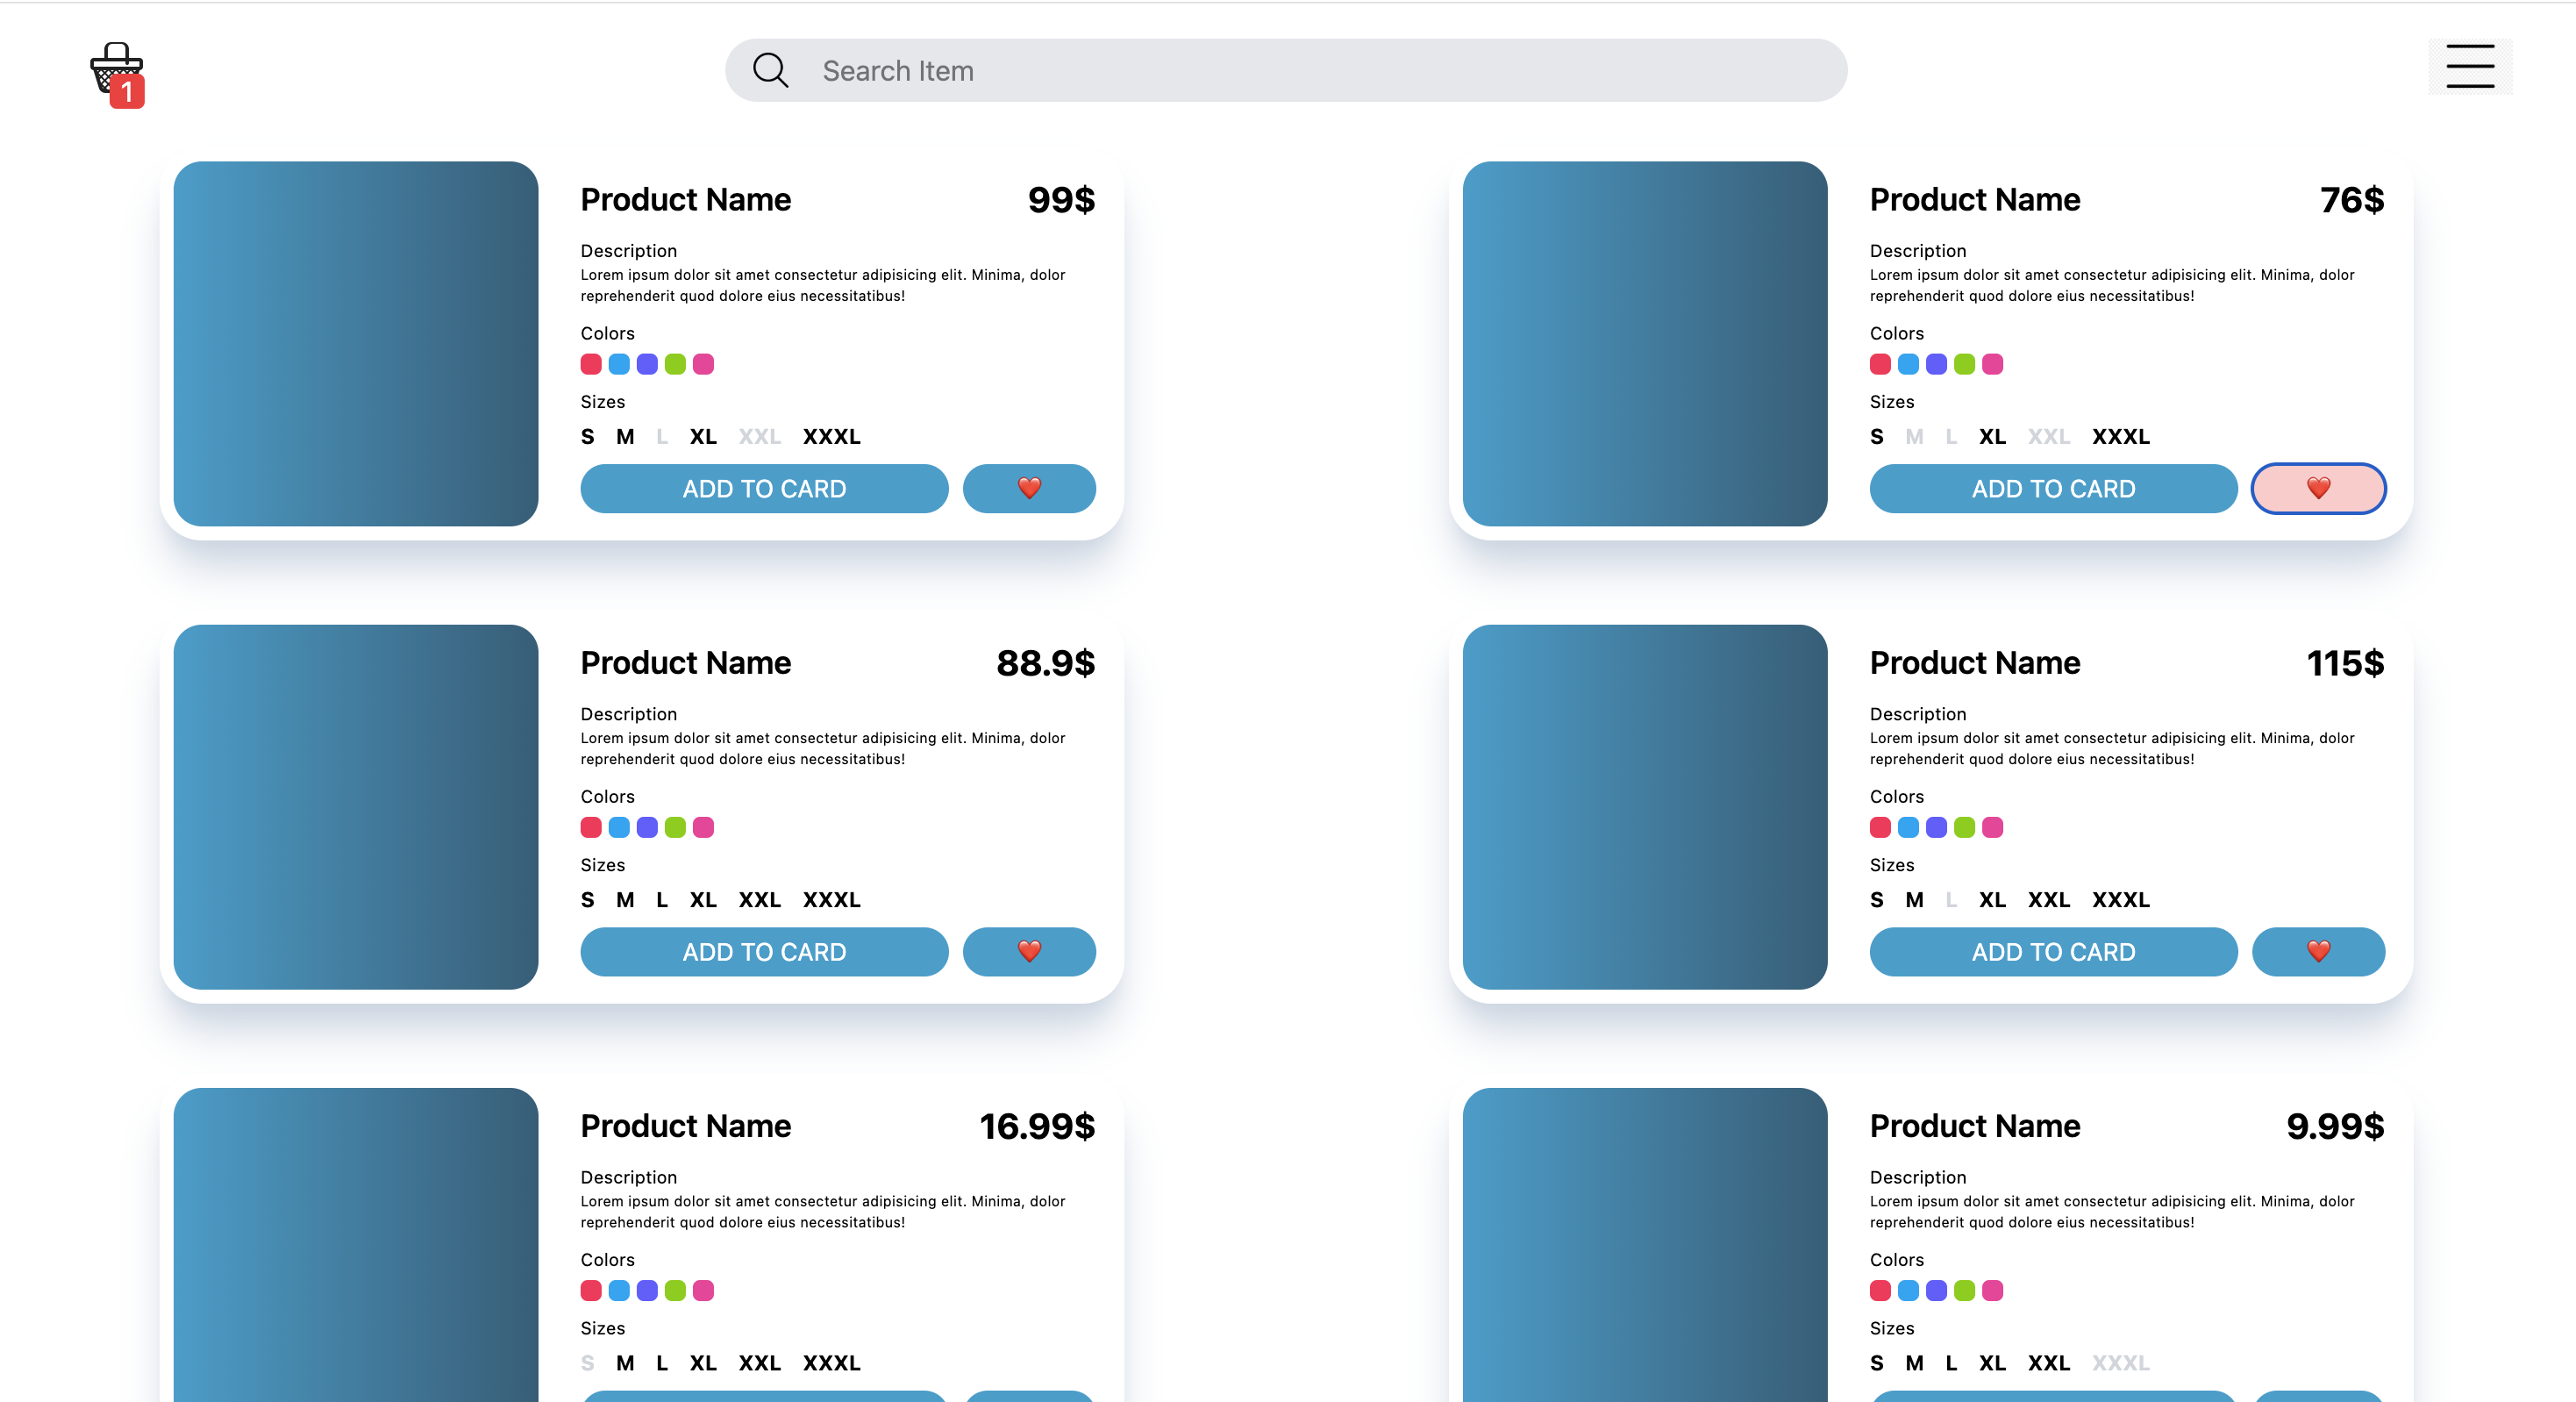 1
Search Item
Product Name 99$
Description
Lorem ipsum dolor sit amet consectetur adipisicing elit. Minima, dolor
reprehenderit quod dolore eius necessitatibus!
Colors
Sizes
S M L XL XXL XXXL
ADD TO CARD ❤️
Product Name 76$
Description
Lorem ipsum dolor sit amet consectetur adipisicing elit. Minima, dolor
reprehenderit quod dolore eius necessitatibus!
Colors
Sizes
S M L XL XXL XXXL
ADD TO CARD ❤️
Product Name 88.9$
Description
Lorem ipsum dolor sit amet consectetur adipisicing elit. Minima, dolor
reprehenderit quod dolore eius necessitatibus!
Colors
Sizes
S M L XL XXL XXXL
ADD TO CARD ❤️
Product Name 115$
Description
Lorem ipsum dolor sit amet consectetur adipisicing elit. Minima, dolor
reprehenderit quod dolore eius necessitatibus!
Colors
Sizes
S M L XL XXL XXXL
ADD TO CARD ❤️
Product Name 16.99$
Description
Lorem ipsum dolor sit amet consectetur adipisicing elit. Minima, dolor
reprehenderit quod dolore eius necessitatibus!
Colors
Sizes
S M L XL XXL XXXL
Product Name 9.99$
Description
Lorem ipsum dolor sit amet consectetur adipisicing elit. Minima, dolor
reprehenderit quod dolore eius necessitatibus!
Colors
Sizes
S M L XL XXL XXXL